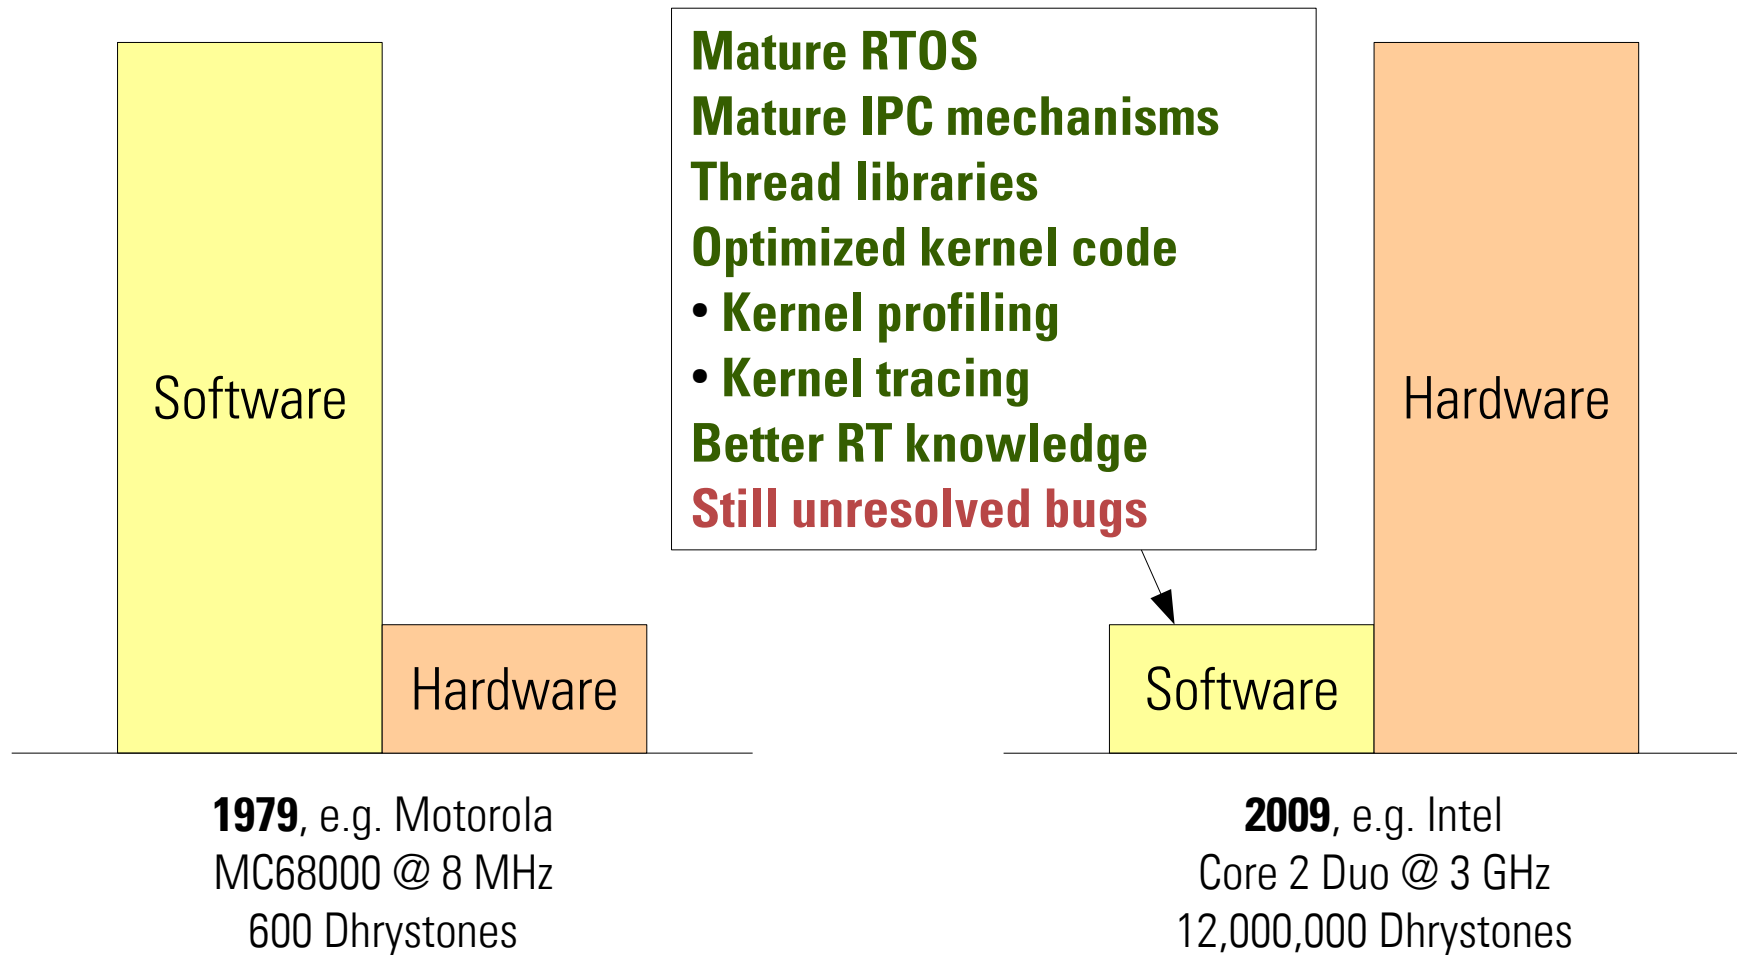 Software
Hardware
1979, e.g. Motorola
MC68000 @ 8 MHz
600 Dhrystones
Mature RTOS
Mature IPC mechanisms
Thread libraries
Optimized kernel code
• Kernel profiling
• Kernel tracing
Better RT knowledge
Still unresolved bugs
Software
Hardware
2009, e.g. Intel
Core 2 Duo @ 3 GHz
12,000,000 Dhrystones